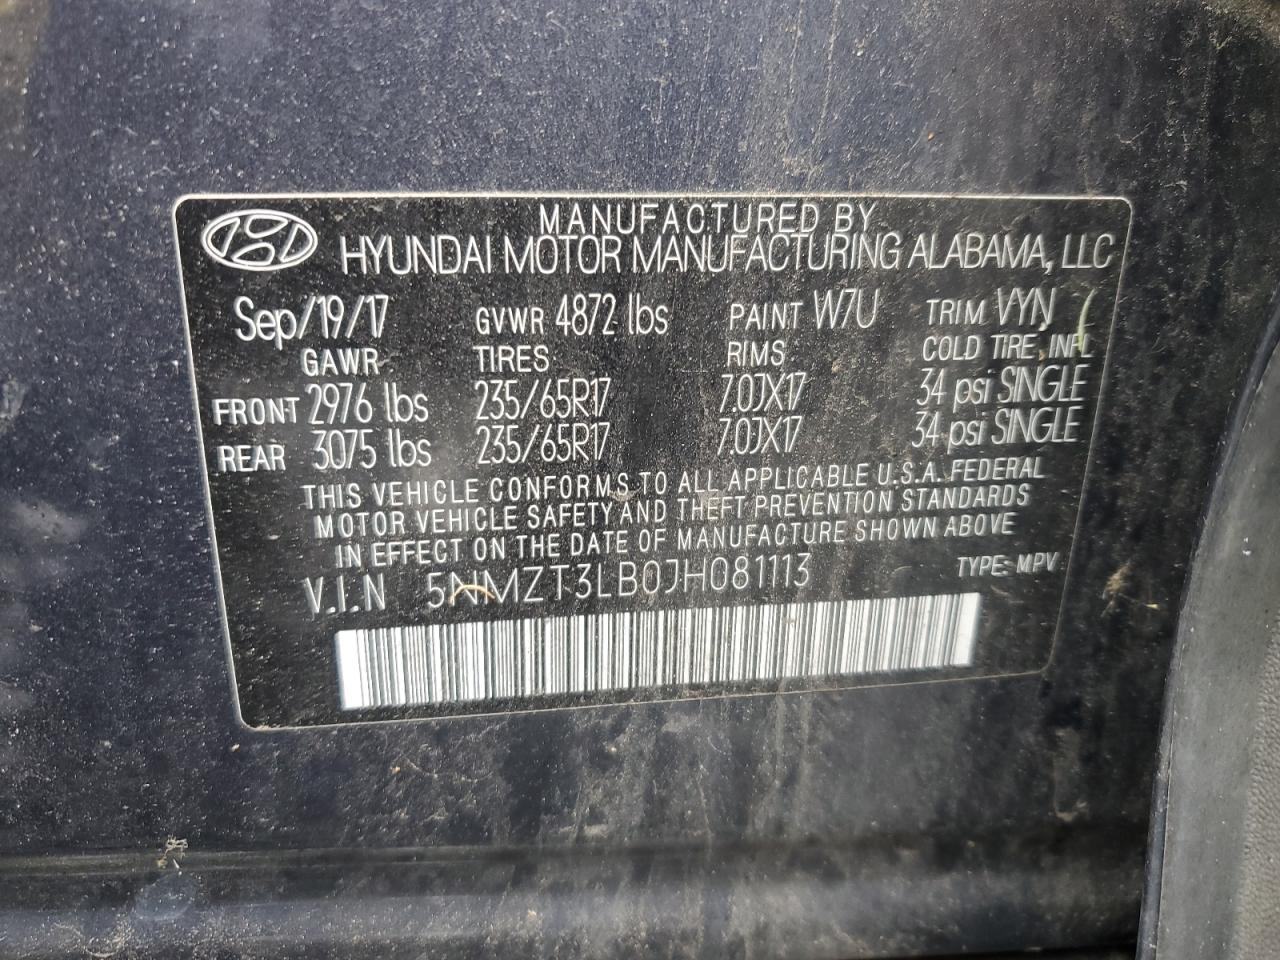 MANUFACTURED BY
HYUNDAI MOTOR MANUFACTURING ALABAMA, LLC
Sep/19/17 GVWR 4872 lbs PAINT W7U TRIM VYN
GAWR TIRES RIMS COLD TIRE INFL
FRONT 2976 lbs 235/65R17 7.0JX17 34 psi SINGLE
REAR 3075 lbs 235/65R17 7.0JX17 34 psi SINGLE
THIS VEHICLE CONFORMS TO ALL APPLICABLE U.S.A. FEDERAL
MOTOR VEHICLE SAFETY AND THEFT PREVENTION STANDARDS
IN EFFECT ON THE DATE OF MANUFACTURE SHOWN ABOVE
V.I.N 5NMZT3LB0JH081113 TYPE: MPV